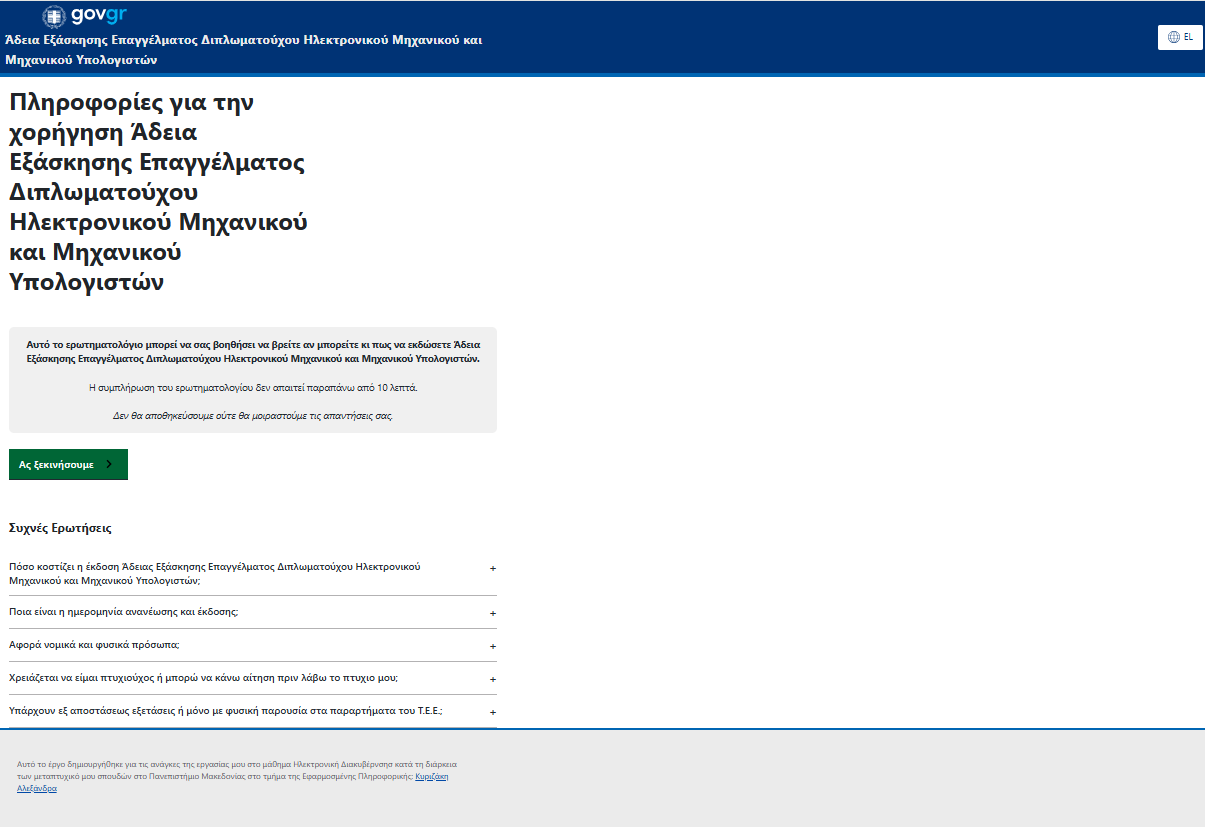 govgr
Άδεια Εξάσκησης Επαγγέλματος Διπλωματούχου Ηλεκτρονικού Μηχανικού και
Μηχανικού Υπολογιστών
EL
Πληροφορίες για την
χορήγηση Άδεια
Εξάσκησης Επαγγέλματος
Διπλωματούχου
Ηλεκτρονικού Μηχανικού
και Μηχανικού
Υπολογιστών
Αυτό το ερωτηματολόγιο μπορεί να σας βοηθήσει να βρείτε αν μπορείτε κι πως να εκδώσετε Άδεια
Εξάσκησης Επαγγέλματος Διπλωματούχου Ηλεκτρονικού Μηχανικού και Μηχανικού Υπολογιστών.
Η συμπλήρωση του ερωτηματολογίου δεν απαιτεί παραπάνω από 10 λεπτά.
Δεν θα αποθηκεύσουμε ούτε θα μοιραστούμε τις απαντήσεις σας.
Ας ξεκινήσουμε
Συχνές Ερωτήσεις
Πόσο κοστίζει η έκδοση Άδειας Εξάσκησης Επαγγέλματος Διπλωματούχου Ηλεκτρονικού
Μηχανικού και Μηχανικού Υπολογιστών; +
Ποια είναι η ημερομηνία ανανέωσης και έκδοσης; +
Αφορά νομικά και φυσικά πρόσωπα; +
Χρειάζεται να είμαι πτυχιούχος ή μπορώ να κάνω αίτηση πριν λάβω το πτυχιο μου; +
Υπάρχουν εξ αποστάσεως εξετάσεις ή μόνο με φυσική παρουσία στα παραρτήματα του Τ.Ε.Ε.; +
Αυτό το έργο δημιουργήθηκε για τις ανάγκες της εργασίας μου στο μάθημα Ηλεκτρονική Διακυβέρνησα κατά τη διάρκεια
των μεταπτυχικό μου σπουδών στο Πανεπιστήμιο Μακεδονίας στο τμήμα της Εφαρμοσμένης Πληροφορικής: Κυριζάκη
Αλεξάνδρα